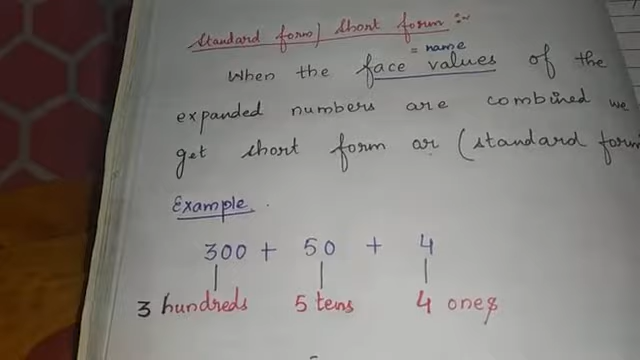 Standard form/ short form :~
= name
When the face values of the
expanded numbers are combined we
get short form or (standard form
Example.
300 + 50 + 4
3 hundreds 5 tens 4 ones